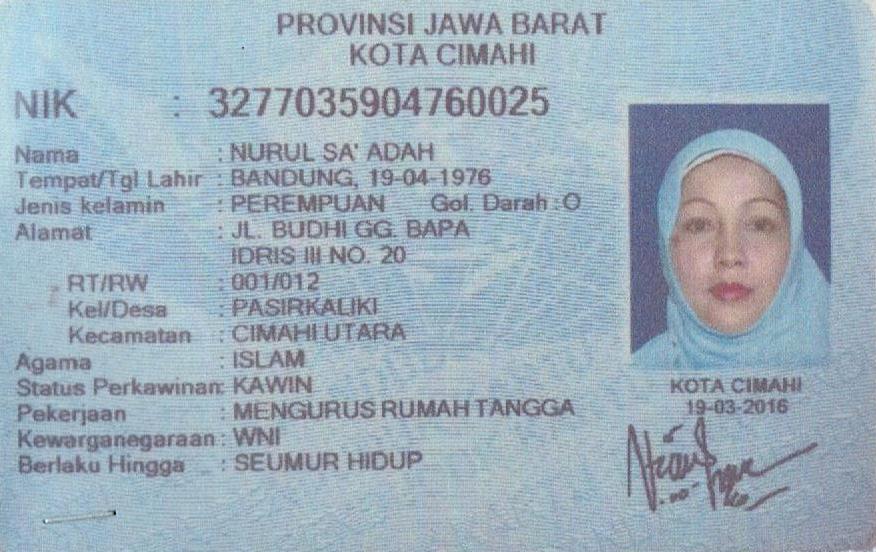 PROVINSI JAWA BARAT
KOTA CIMAHI
NIK : 3277035904760025
Nama : NURUL SA' ADAH
Tempat/Tgl Lahir : BANDUNG, 19-04-1976
Jenis kelamin : PEREMPUAN Gol. Darah : O
Alamat : JL. BUDHI GG. BAPA
IDRIS III NO. 20
RT/RW : 001/012
Kel/Desa : PASIRKALIKI
Kecamatan : CIMAHI UTARA
Agama : ISLAM
Status Perkawinan: KAWIN
Pekerjaan : MENGURUS RUMAH TANGGA
Kewarganegaraan : WNI
Berlaku Hingga : SEUMUR HIDUP
KOTA CIMAHI
19-03-2016